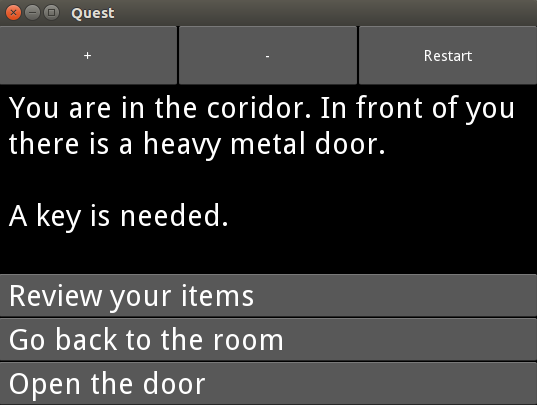 Quest
+
-
Restart
You are in the coridor. In front of you
there is a heavy metal door.
A key is needed.
Review your items
Go back to the room
Open the door